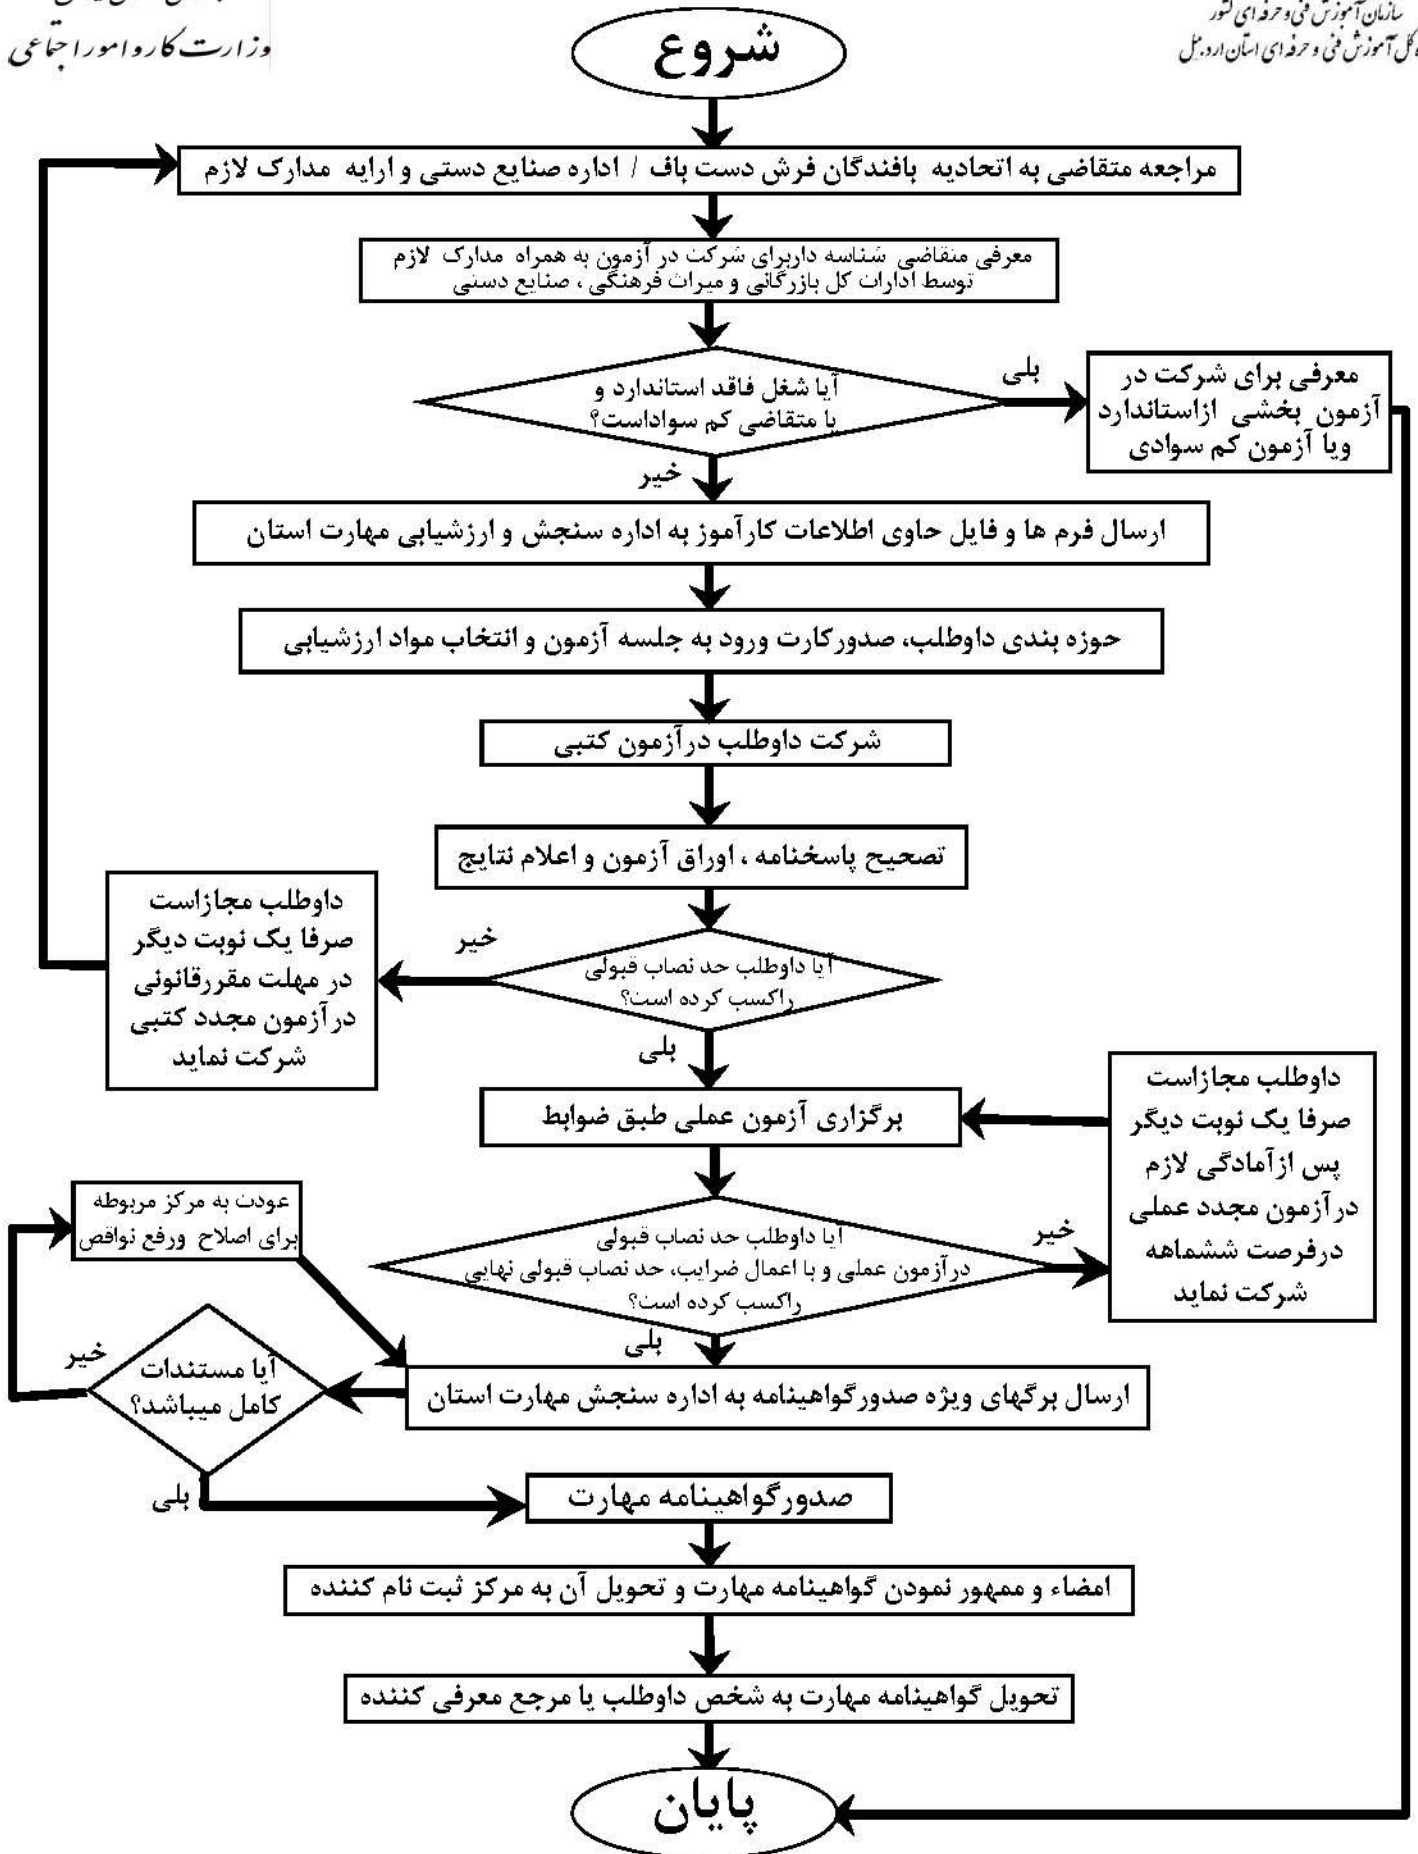 سازمان آموزش فنی و حرفه ای کشور
کل آموزش فنی و حرفه ای استان اردبیل
وزارت کار و امور اجتماعی
شروع
مراجعه متقاضی به اتحادیه بافندگان فرش دست باف / اداره صنایع دستی و ارایه مدارک لازم
معرفی متقاضی شناسه داربرای شرکت در آزمون به همراه مدارک لازم
توسط ادارات کل بازرگانی و میراث فرهنگی ، صنایع دستی
آیا شغل فاقد استاندارد و
یا متقاضی کم سواداست؟
بلی
معرفی برای شرکت در
آزمون بخشی ازاستاندارد
ویا آزمون کم سوادی
خیر
ارسال فرم ها و فایل حاوی اطلاعات کارآموز به اداره سنجش و ارزشیابی مهارت استان
حوزه بندی داوطلب، صدورکارت ورود به جلسه آزمون و انتخاب مواد ارزشیابی
شرکت داوطلب درآزمون کتبی
تصحیح پاسخنامه ، اوراق آزمون و اعلام نتایج
آیا داوطلب حد نصاب قبولی
راکسب کرده است؟
خیر
داوطلب مجازاست
صرفا یک نوبت دیگر
در مهلت مقررقانونی
درآزمون مجدد کتبی
شرکت نماید
بلی
برگزاری آزمون عملی طبق ضوابط
آیا داوطلب حد نصاب قبولی
درآزمون عملی و با اعمال ضرایب، حد نصاب قبولی نهایی
راکسب کرده است؟
خیر
داوطلب مجازاست
صرفا یک نوبت دیگر
پس ازآمادگی لازم
درآزمون مجدد عملی
درفرصت ششماهه
شرکت نماید
بلی
ارسال برگهای ویژه صدورگواهینامه به اداره سنجش مهارت استان
آیا مستندات
کامل میباشد؟
خیر
عودت به مرکز مربوطه
برای اصلاح ورفع نواقص
بلی
صدورگواهینامه مهارت
امضاء و ممهور نمودن گواهینامه مهارت و تحویل آن به مرکز ثبت نام کننده
تحویل گواهینامه مهارت به شخص داوطلب یا مرجع معرفی کننده
پایان